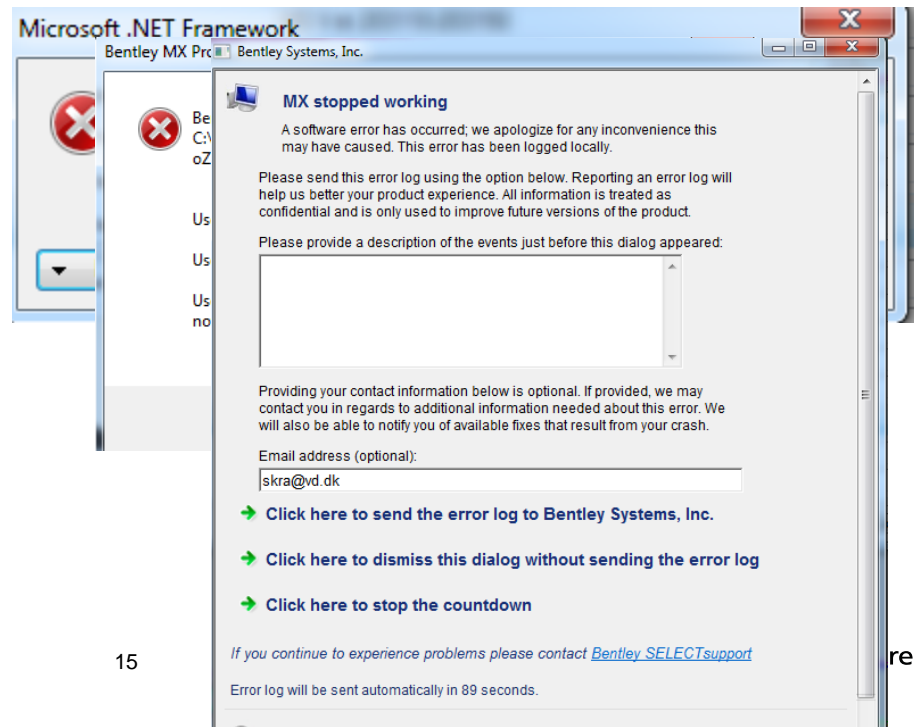 Microsoft .NET Framework
Bentley MX Pro
Bentley Systems, Inc.
Be
C:\
oZ
Us
Us
Us
no
MX stopped working
A software error has occurred; we apologize for any inconvenience this
may have caused. This error has been logged locally.
Please send this error log using the option below. Reporting an error log will
help us better your product experience. All information is treated as
confidential and is only used to improve future versions of the product.
Please provide a description of the events just before this dialog appeared:
Providing your contact information below is optional. If provided, we may
contact you in regards to additional information needed about this error. We
will also be able to notify you of available fixes that result from your crash.
Email address (optional):
skra@vd.dk
Click here to send the error log to Bentley Systems, Inc.
Click here to dismiss this dialog without sending the error log
Click here to stop the countdown
If you continue to experience problems please contact Bentley SELECTsupport
Error log will be sent automatically in 89 seconds.
15
re